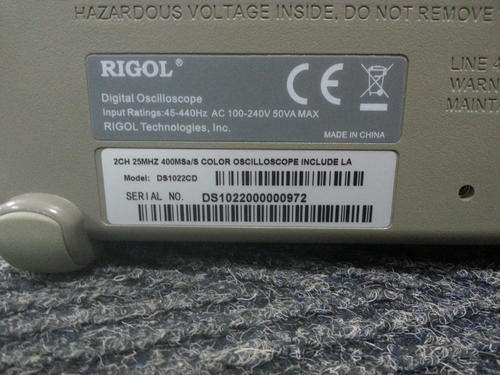 HAZARDOUS VOLTAGE INSIDE. DO NOT REMOVE
RIGOL®
Digital Oscilloscope
Input Ratings:45-440Hz AC 100-240V 50VA MAX
RIGOL Technologies, Inc.
CE
MADE IN CHINA
LINE
WARN
MAINT
2CH 25MHZ 400MSa/S COLOR OSCILLOSCOPE INCLUDE LA
Model: DS1022CD
SERIAL NO. DS1022000000972